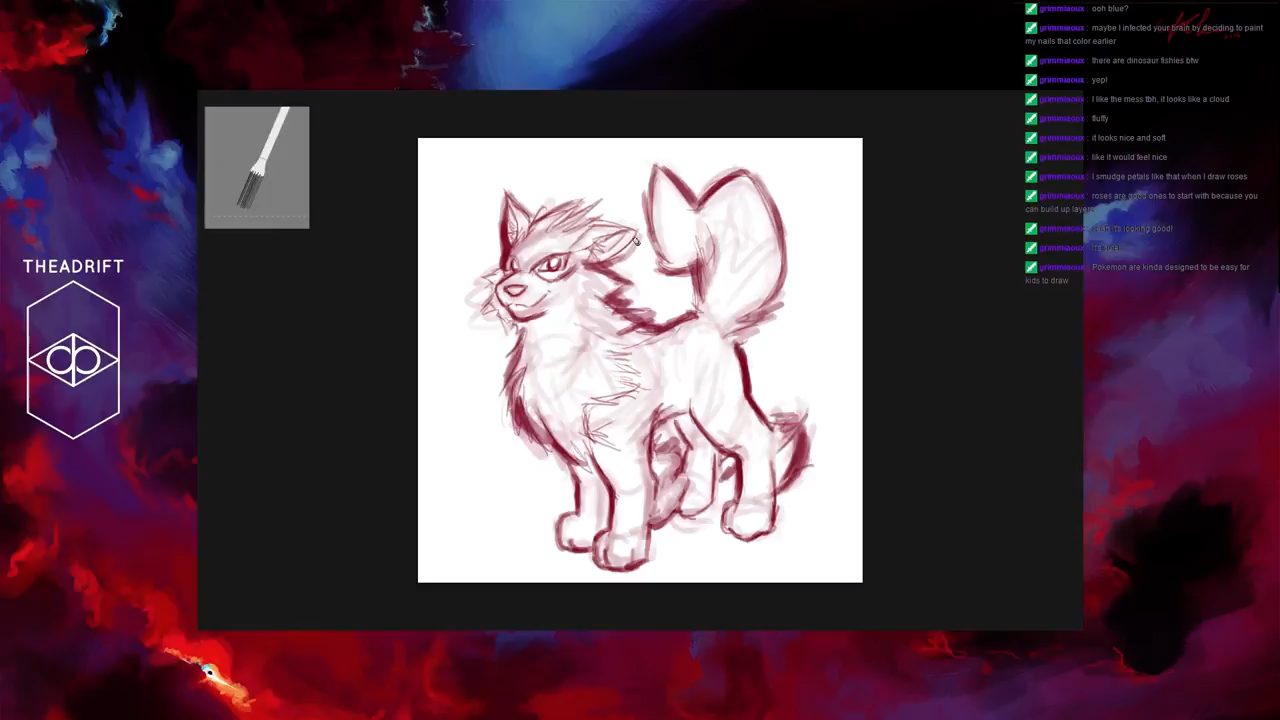 grimmiaoux: ooh blue?
grimmiaoux: maybe I infected your brain by deciding to paint
my nails that color earlier
grimmiaoux: there are dinosaur fishies btw
grimmiaoux: yep!
grimmiaoux: I like the mess tbh, it looks like a cloud
grimmiaoux: fluffy
grimmiaoux: it looks nice and soft
grimmiaoux: like it would feel nice
grimmiaoux: I smudge petals like that when I draw roses
grimmiaoux: roses are good ones to start with because you
can build up layers
grimmiaoux: it's looking good!
grimmiaoux:
grimmiaoux: Pokemon are kinda designed to be easy for
kids to draw
THEADRIFT